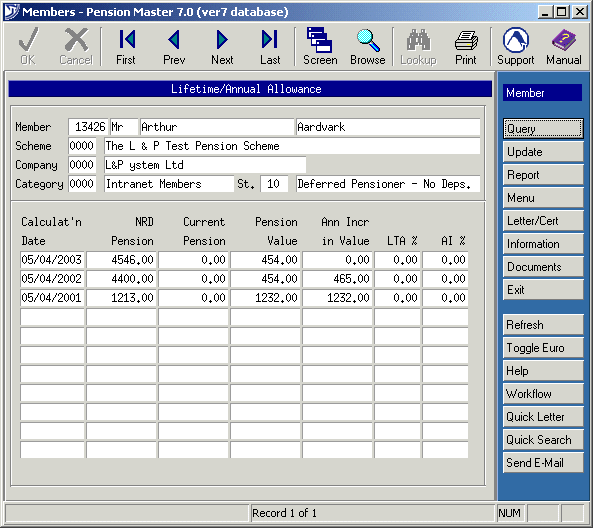 Members - Pension Master 7.0 (ver7 database)
OK Cancel First Prev Next Last Screen Browse Lookup Print Support Manual
Lifetime/Annual Allowance
Member 13426 Mr Arthur Aardvark
Scheme 0000 The L & P Test Pension Scheme
Company 0000 L&P ystem Ltd
Category 0000 Intranet Members St. 10 Deferred Pensioner - No Deps.
Calculat'n NRD Current Pension Ann Incr
Date Pension Pension Value in Value LTA % AI %
05/04/2003 4546.00 0.00 454.00 0.00 0.00 0.00
05/04/2002 4400.00 0.00 454.00 465.00 0.00 0.00
05/04/2001 1213.00 0.00 1232.00 1232.00 0.00 0.00
Member
Query
Update
Report
Menu
Letter/Cert
Information
Documents
Exit
Refresh
Toggle Euro
Help
Workflow
Quick Letter
Quick Search
Send E-Mail
Record 1 of 1 NUM